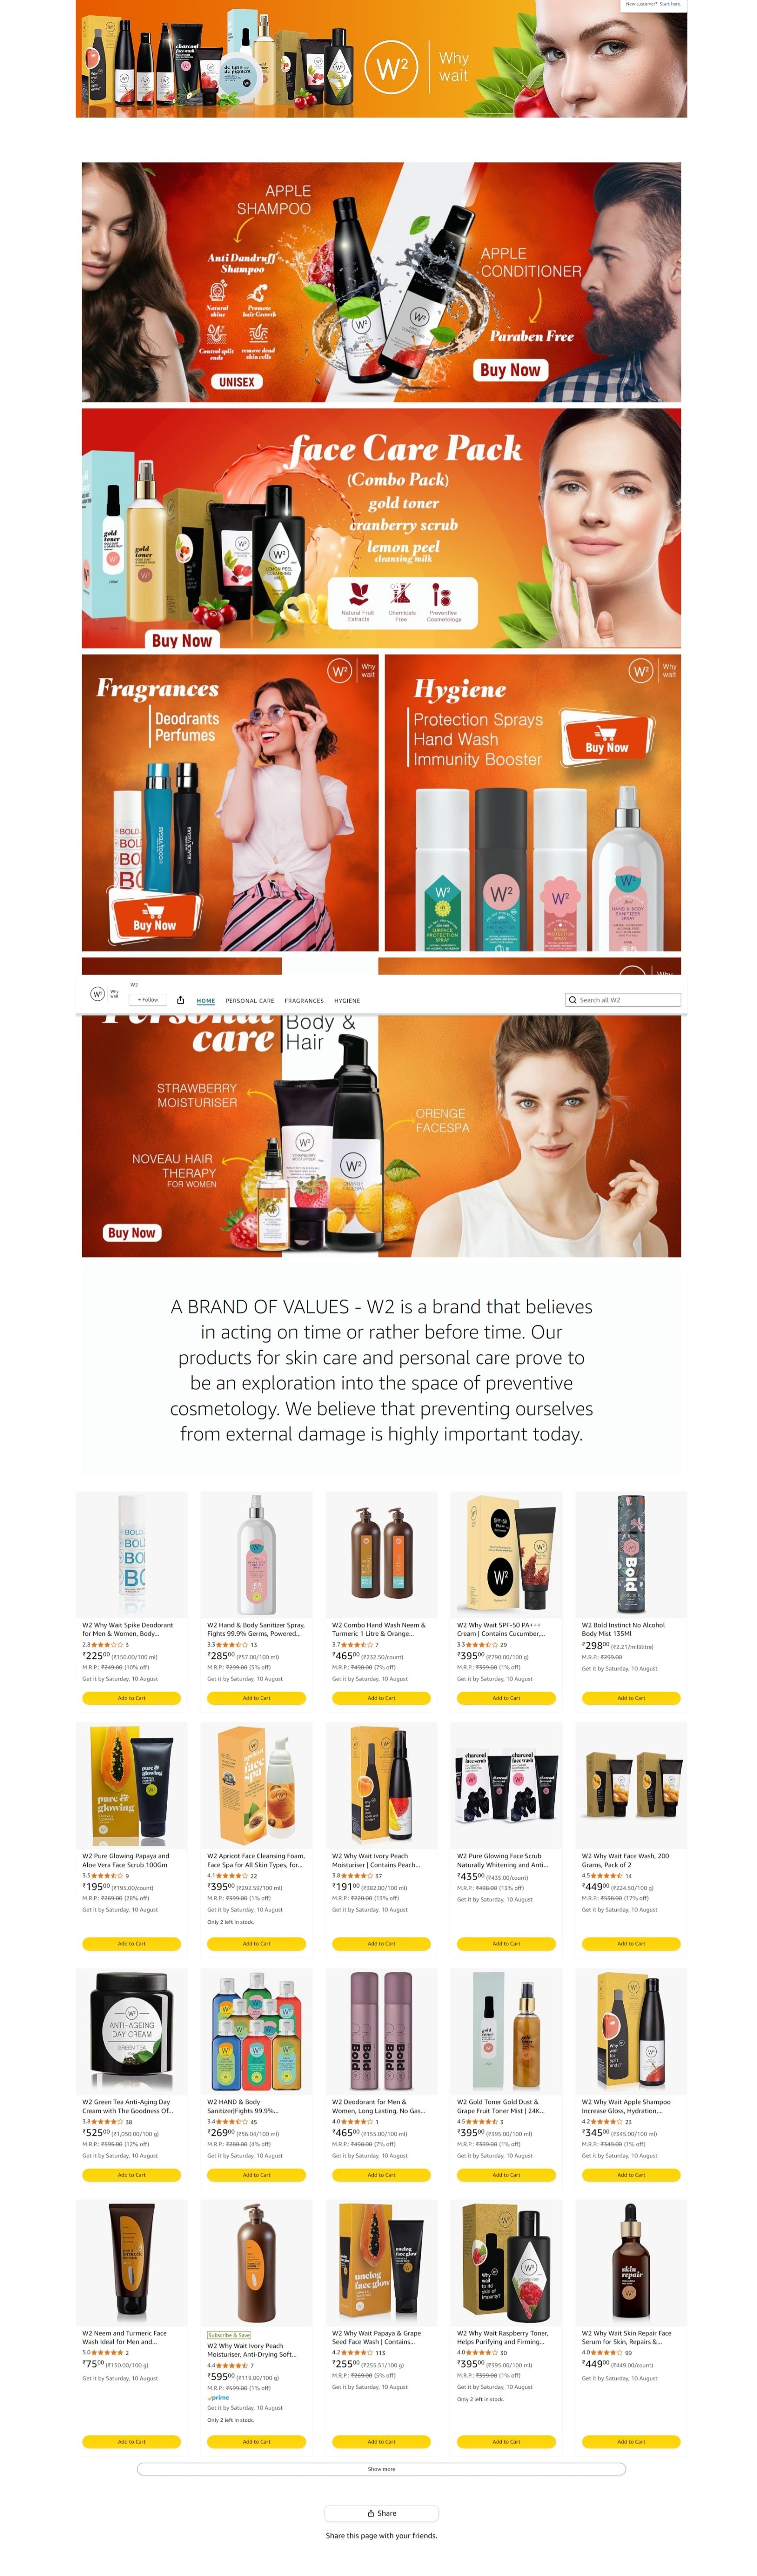 New customer? Start here.
W²
Why
wait
APPLE
SHAMPOO
Anti Dandruff
Shampoo
Natural
shine
Promote
hair Growth
Control split
ends
remove dead
skin cells
UNISEX
APPLE
CONDITIONER
Paraben Free
Buy Now
face Care Pack
(Combo Pack)
gold toner
cranberry scrub
lemon peel
cleansing milk
Natural Fruit
Extracts
Chemicals
Free
Preventive
Cosmetology
Buy Now
Fragrances
Deodrants
Perfumes
W²
Why
wait
Buy Now
Hygiene
Protection Sprays
Hand Wash
Immunity Booster
W²
Why
wait
Buy Now
W²
Why
wait
W2
+ Follow
HOME
PERSONAL CARE
FRAGRANCES
HYGIENE
Search all W2
Personal
care
Body &
Hair
STRAWBERRY
MOISTURISER
ORENGE
FACESPA
NOVEAU HAIR
THERAPY
FOR WOMEN
Buy Now
A BRAND OF VALUES - W2 is a brand that believes
in acting on time or rather before time. Our
products for skin care and personal care prove to
be an exploration into the space of preventive
cosmetology. We believe that preventing ourselves
from external damage is highly important today.
W2 Why Wait Spike Deodorant
for Men & Women, Body...
2.8 3
₹225⁰⁰ (₹150.00/100 ml)
M.R.P.: ₹249.00 (10% off)
Get it by Saturday, 10 August
Add to Cart
W2 Hand & Body Sanitizer Spray,
Fights 99.9% Germs, Powered...
3.3 13
₹285⁰⁰ (₹57.00/100 ml)
M.R.P.: ₹299.00 (5% off)
Get it by Saturday, 10 August
Add to Cart
W2 Combo Hand Wash Neem &
Turmeric 1 Litre & Orange...
3.7 7
₹465⁰⁰ (₹232.50/count)
M.R.P.: ₹498.00 (7% off)
Get it by Saturday, 10 August
Add to Cart
W2 Why Wait SPF-50 PA+++
Cream | Contains Cucumber,...
3.3 29
₹395⁰⁰ (₹790.00/100 g)
M.R.P.: ₹399.00 (1% off)
Get it by Saturday, 10 August
Add to Cart
W2 Bold Instinct No Alcohol
Body Mist 135Ml
₹298⁰⁰ (₹2.21/millilitre)
M.R.P.: ₹299.00
Get it by Saturday, 10 August
Add to Cart
W2 Pure Glowing Papaya and
Aloe Vera Face Scrub 100Gm
3.5 9
₹195⁰⁰ (₹195.00/count)
M.R.P.: ₹269.00 (28% off)
Get it by Saturday, 10 August
Add to Cart
W2 Apricot Face Cleansing Foam,
Face Spa for All Skin Types, for...
4.1 22
₹395⁰⁰ (₹292.59/100 ml)
M.R.P.: ₹399.00 (1% off)
Get it by Saturday, 10 August
Only 2 left in stock.
Add to Cart
W2 Why Wait Ivory Peach
Moisturiser | Contains Peach...
3.8 37
₹191⁰⁰ (₹382.00/100 ml)
M.R.P.: ₹220.00 (13% off)
Get it by Saturday, 10 August
Add to Cart
W2 Pure Glowing Face Scrub
Naturally Whitening and Anti...
₹435⁰⁰ (₹435.00/count)
M.R.P.: ₹498.00 (13% off)
Get it by Saturday, 10 August
Add to Cart
W2 Why Wait Face Wash, 200
Grams, Pack of 2
4.5 14
₹449⁰⁰ (₹224.50/100 g)
M.R.P.: ₹538.00 (17% off)
Get it by Saturday, 10 August
Add to Cart
W2 Green Tea Anti-Aging Day
Cream with The Goodness Of...
3.8 38
₹525⁰⁰ (₹1,050.00/100 g)
M.R.P.: ₹595.00 (12% off)
Get it by Saturday, 10 August
Add to Cart
W2 HAND & Body
Sanitizer|Fights 99.9%...
3.4 45
₹269⁰⁰ (₹56.04/100 ml)
M.R.P.: ₹280.00 (4% off)
Get it by Saturday, 10 August
Add to Cart
W2 Deodorant for Men &
Women, Long Lasting, No Gas...
4.0 1
₹465⁰⁰ (₹155.00/100 ml)
M.R.P.: ₹498.00 (7% off)
Get it by Saturday, 10 August
Add to Cart
W2 Gold Toner Gold Dust &
Grape Fruit Toner Mist | 24K...
4.5 3
₹395⁰⁰ (₹395.00/100 ml)
M.R.P.: ₹399.00 (1% off)
Get it by Saturday, 10 August
Add to Cart
W2 Why Wait Apple Shampoo
Increase Gloss, Hydration,...
4.2 23
₹345⁰⁰ (₹345.00/100 ml)
M.R.P.: ₹349.00 (1% off)
Get it by Saturday, 10 August
Add to Cart
W2 Neem and Turmeric Face
Wash Ideal for Men and...
5.0 2
₹75⁰⁰ (₹150.00/100 g)
Get it by Saturday, 10 August
Add to Cart
Subscribe & Save
W2 Why Wait Ivory Peach
Moisturiser, Anti-Drying Soft...
4.4 7
₹595⁰⁰ (₹119.00/100 g)
M.R.P.: ₹599.00 (1% off)
prime
Get it by Saturday, 10 August
Only 2 left in stock.
Add to Cart
W2 Why Wait Papaya & Grape
Seed Face Wash | Contains...
4.2 113
₹255⁰⁰ (₹255.51/100 g)
M.R.P.: ₹269.00 (5% off)
Get it by Saturday, 10 August
Add to Cart
W2 Why Wait Raspberry Toner,
Helps Purifying and Firming...
4.0 30
₹395⁰⁰ (₹395.00/100 ml)
M.R.P.: ₹399.00 (1% off)
Get it by Saturday, 10 August
Only 2 left in stock.
Add to Cart
W2 Why Wait Skin Repair Face
Serum for Skin, Repairs &...
4.0 99
₹449⁰⁰ (₹449.00/count)
Get it by Saturday, 10 August
Add to Cart
Show more
Share
Share this page with your friends.